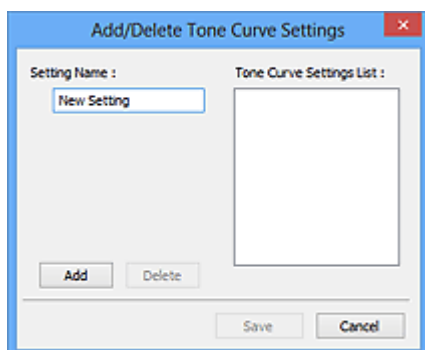 Add/Delete Tone Curve Settings
Setting Name :
Tone Curve Settings List :
New Setting
Add
Delete
Save
Cancel